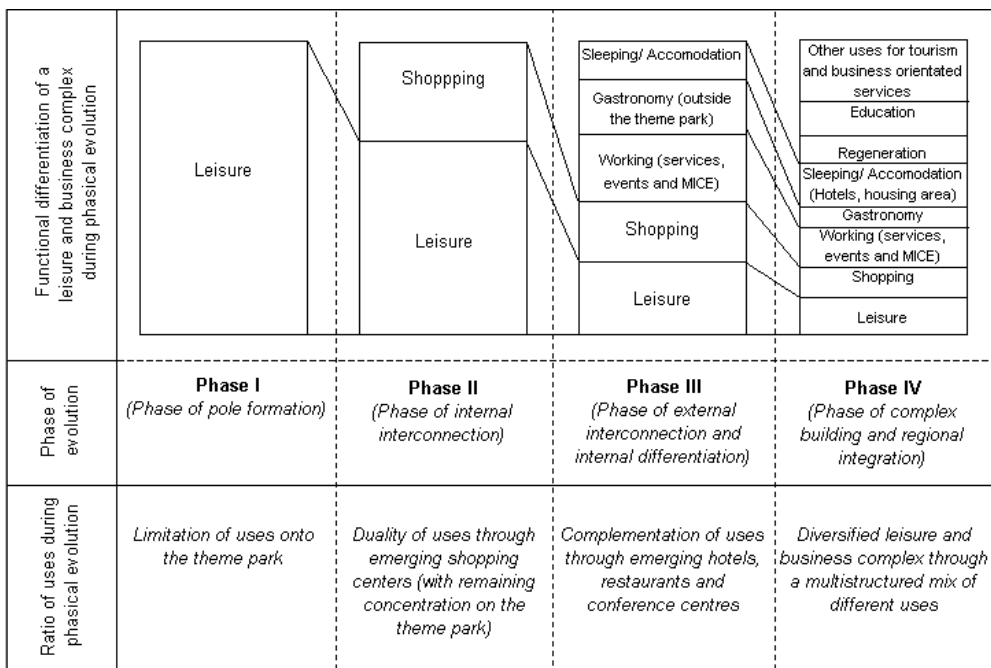 Functional differentiation of a
leisure and business complex
during phasical evolution
Leisure
Shoppping
Leisure
Sleeping/ Accomodation
Gastronomy (outside
the theme park)
Working (services,
events and MICE)
Shopping
Leisure
Other uses for tourism
and business orientated
services
Education
Regeneration
Sleeping/ Accomodation
(Hotels, housing area)
Gastronomy
Working (services,
events and MICE)
Shopping
Leisure
Phase of
evolution
Phase I
(Phase of pole formation)
Phase II
(Phase of internal
interconnection)
Phase III
(Phase of external
interconnection and
internal differentiation)
Phase IV
(Phase of complex
building and regional
integration)
Ratio of uses during
phasical evolution
Limitation of uses onto
the theme park
Duality of uses through
emerging shopping
centers (with remaining
concentration on the
theme park)
Complementation of uses
through emerging hotels,
restaurants and
conference centres
Diversified leisure and
business complex through
a multistructured mix of
different uses